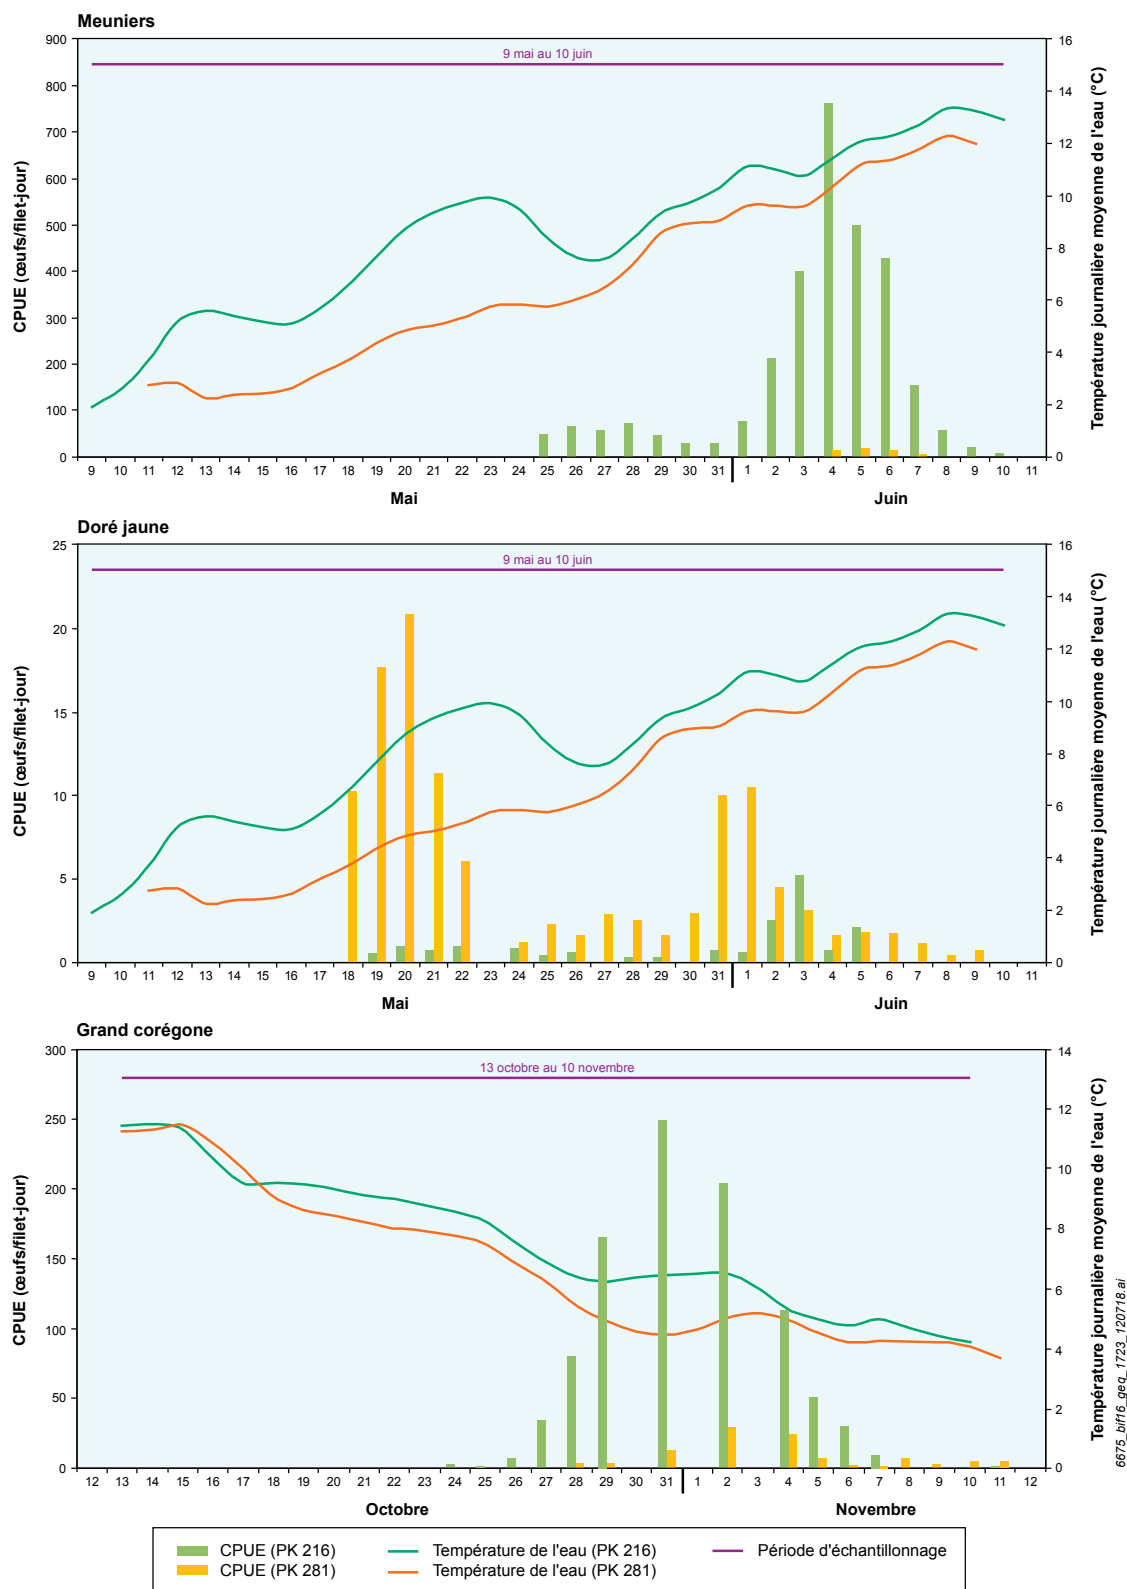 Meuniers
CPUE (œufs/filet-jour)
900
800
700
600
500
400
300
200
100
0
9 mai au 10 juin
16
14
12
10
8
6
4
2
0
Température journalière moyenne de l'eau (°C)
9 10 11 12 13 14 15 16 17 18 19 20 21 22 23 24 25 26 27 28 29 30 31 1 2 3 4 5 6 7 8 9 10 11
Mai Juin
Doré jaune
CPUE (œufs/filet-jour)
25
20
15
10
5
0
9 mai au 10 juin
16
14
12
10
8
6
4
2
0
Température journalière moyenne de l'eau (°C)
9 10 11 12 13 14 15 16 17 18 19 20 21 22 23 24 25 26 27 28 29 30 31 1 2 3 4 5 6 7 8 9 10 11
Mai Juin
Grand corégone
CPUE (œufs/filet-jour)
300
250
200
150
100
50
0
13 octobre au 10 novembre
14
12
10
8
6
4
2
0
Température journalière moyenne de l'eau (°C)
12 13 14 15 16 17 18 19 20 21 22 23 24 25 26 27 28 29 30 31 1 2 3 4 5 6 7 8 9 10 11 12
Octobre Novembre
6675_bif16_geq_1723_120718.ai
CPUE (PK 216) Température de l'eau (PK 216) Période d'échantillonnage
CPUE (PK 281) Température de l'eau (PK 281)